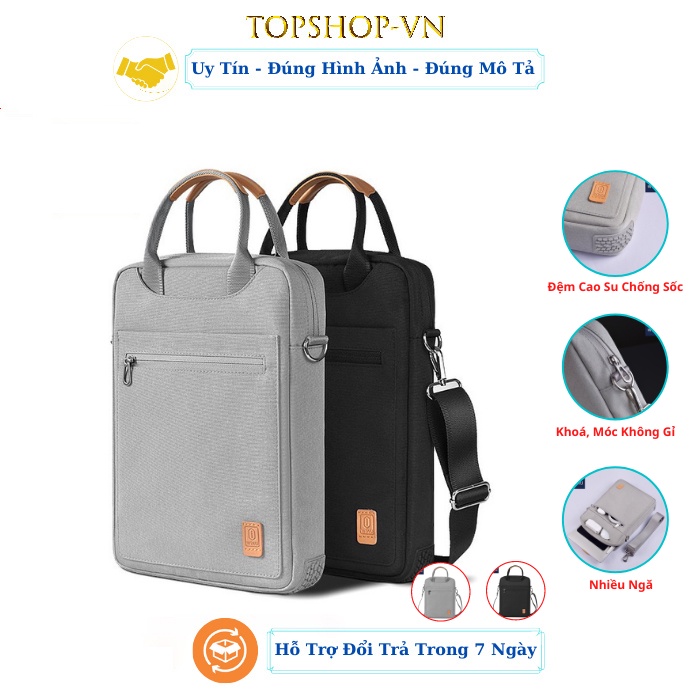 TOPSHOP-VN
Uy Tín - Đúng Hình Ảnh - Đúng Mô Tả
Đệm Cao Su Chống Sốc
Khoá, Móc Không Gỉ
Nhiều Ngă
Hỗ Trợ Đổi Trả Trong 7 Ngày